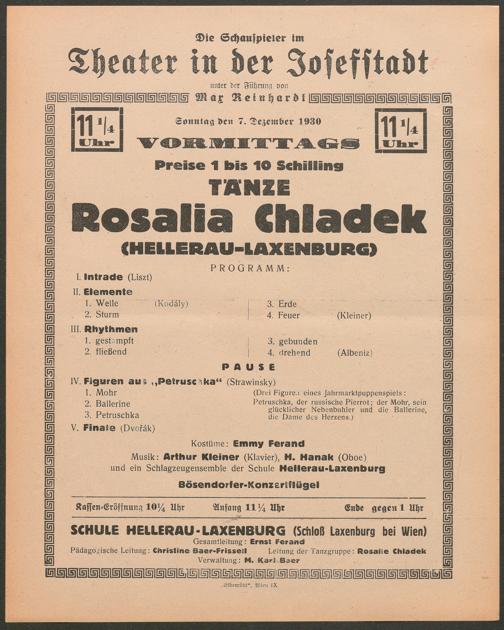 Die Schauspieler im
Theater in der Josefstadt
unter der Führung von
Max Reinhardt
11 1/4 Uhr
Sonntag den 7. Dezember 1930
11 1/4 Uhr
VORMITTAGS
Preise 1 bis 10 Schilling
TÄNZE
Rosalia Chladek
(HELLERAU-LAXENBURG)
PROGRAMM:
I. Intrade (Liszt)
II. Elemente
1. Welle (Kodály) 3. Erde
2. Sturm 4. Feuer (Kleiner)
III. Rhythmen
1. gestampft 3. gebunden
2. fließend 4. drehend (Albeniz)
PAUSE
IV. Figuren aus „Petruschka" (Strawinsky)
1. Mohr
2. Ballerine
3. Petruschka
(Drei Figuren eines Jahrmarktpuppenspiels:
Petruschka, der russische Pierrot; der Mohr, sein
glücklicher Nebenbuhler und die Ballerine,
die Dame des Herzens.)
V. Finale (Dvořák)
Kostüme: Emmy Ferand
Musik: Arthur Kleiner (Klavier), H. Hanak (Oboe)
und ein Schlagzeugensemble der Schule Hellerau-Laxenburg
Bösendorfer-Konzertflügel
Kassen-Eröffnung 10¼ Uhr Anfang 11¼ Uhr Ende gegen 1 Uhr
SCHULE HELLERAU-LAXENBURG (Schloß Laxenburg bei Wien)
Gesamtleitung: Ernst Ferand
Pädagogische Leitung: Christine Baer-Frissell Leitung der Tanzgruppe: Rosalie Chladek
Verwaltung: M. Karl Baer
Wien IX.